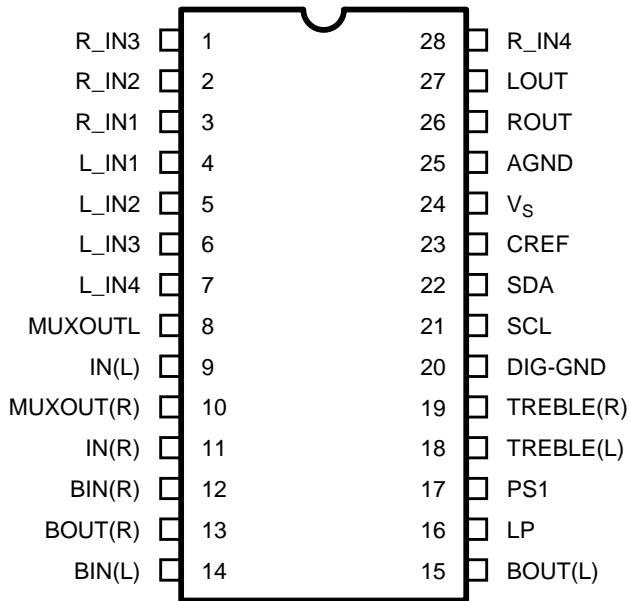 R_IN3 1 28 R_IN4
R_IN2 2 27 LOUT
R_IN1 3 26 ROUT
L_IN1 4 25 AGND
L_IN2 5 24 VS
L_IN3 6 23 CREF
L_IN4 7 22 SDA
MUXOUTL 8 21 SCL
IN(L) 9 20 DIG-GND
MUXOUT(R) 10 19 TREBLE(R)
IN(R) 11 18 TREBLE(L)
BIN(R) 12 17 PS1
BOUT(R) 13 16 LP
BIN(L) 14 15 BOUT(L)